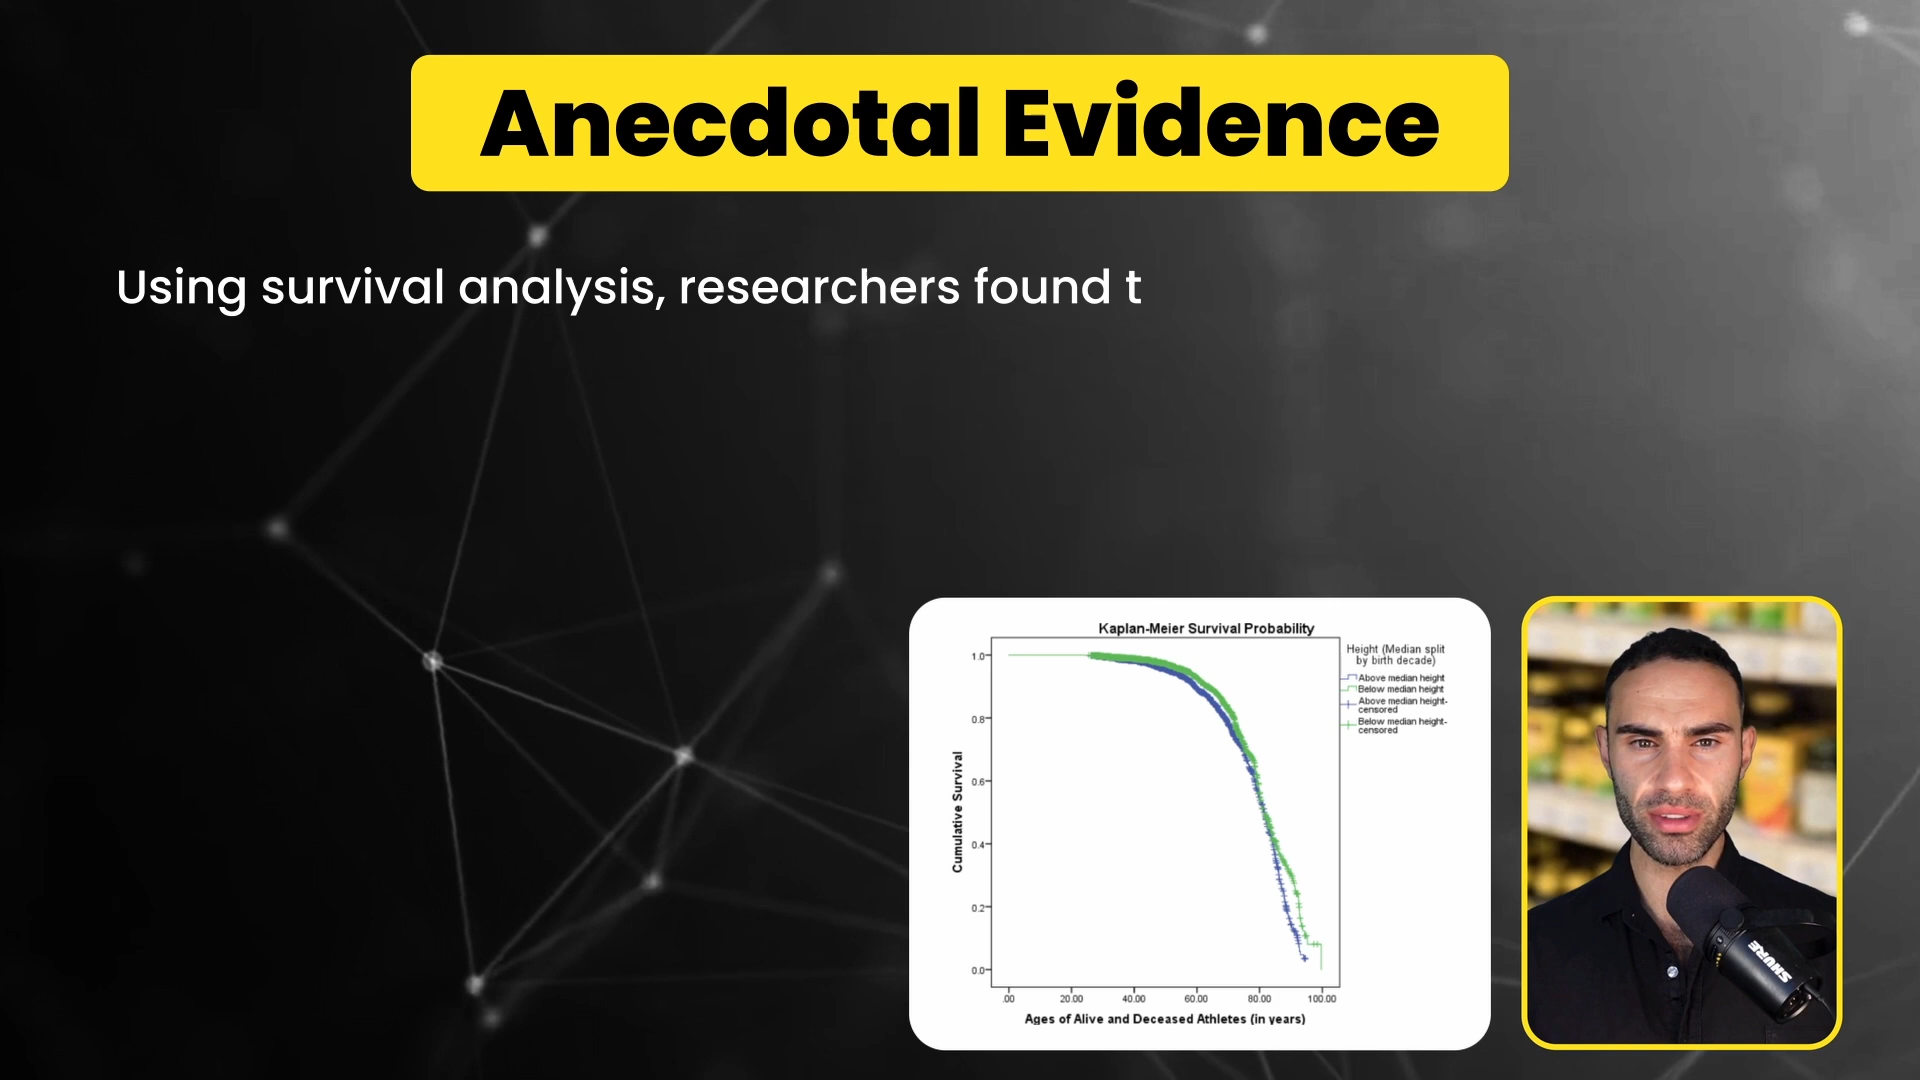 Anecdotal Evidence
Using survival analysis, researchers found t
Kaplan-Meier Survival Probability
Height (Median split
by birth decade)
Above median height
Below median height
Above median height-
censored
Below median height-
censored
Cumulative Survival
1.0
0.8
0.6
0.4
0.2
0.0
.00 20.00 40.00 60.00 80.00 100.00
Ages of Alive and Deceased Athletes (in years)
SHURE